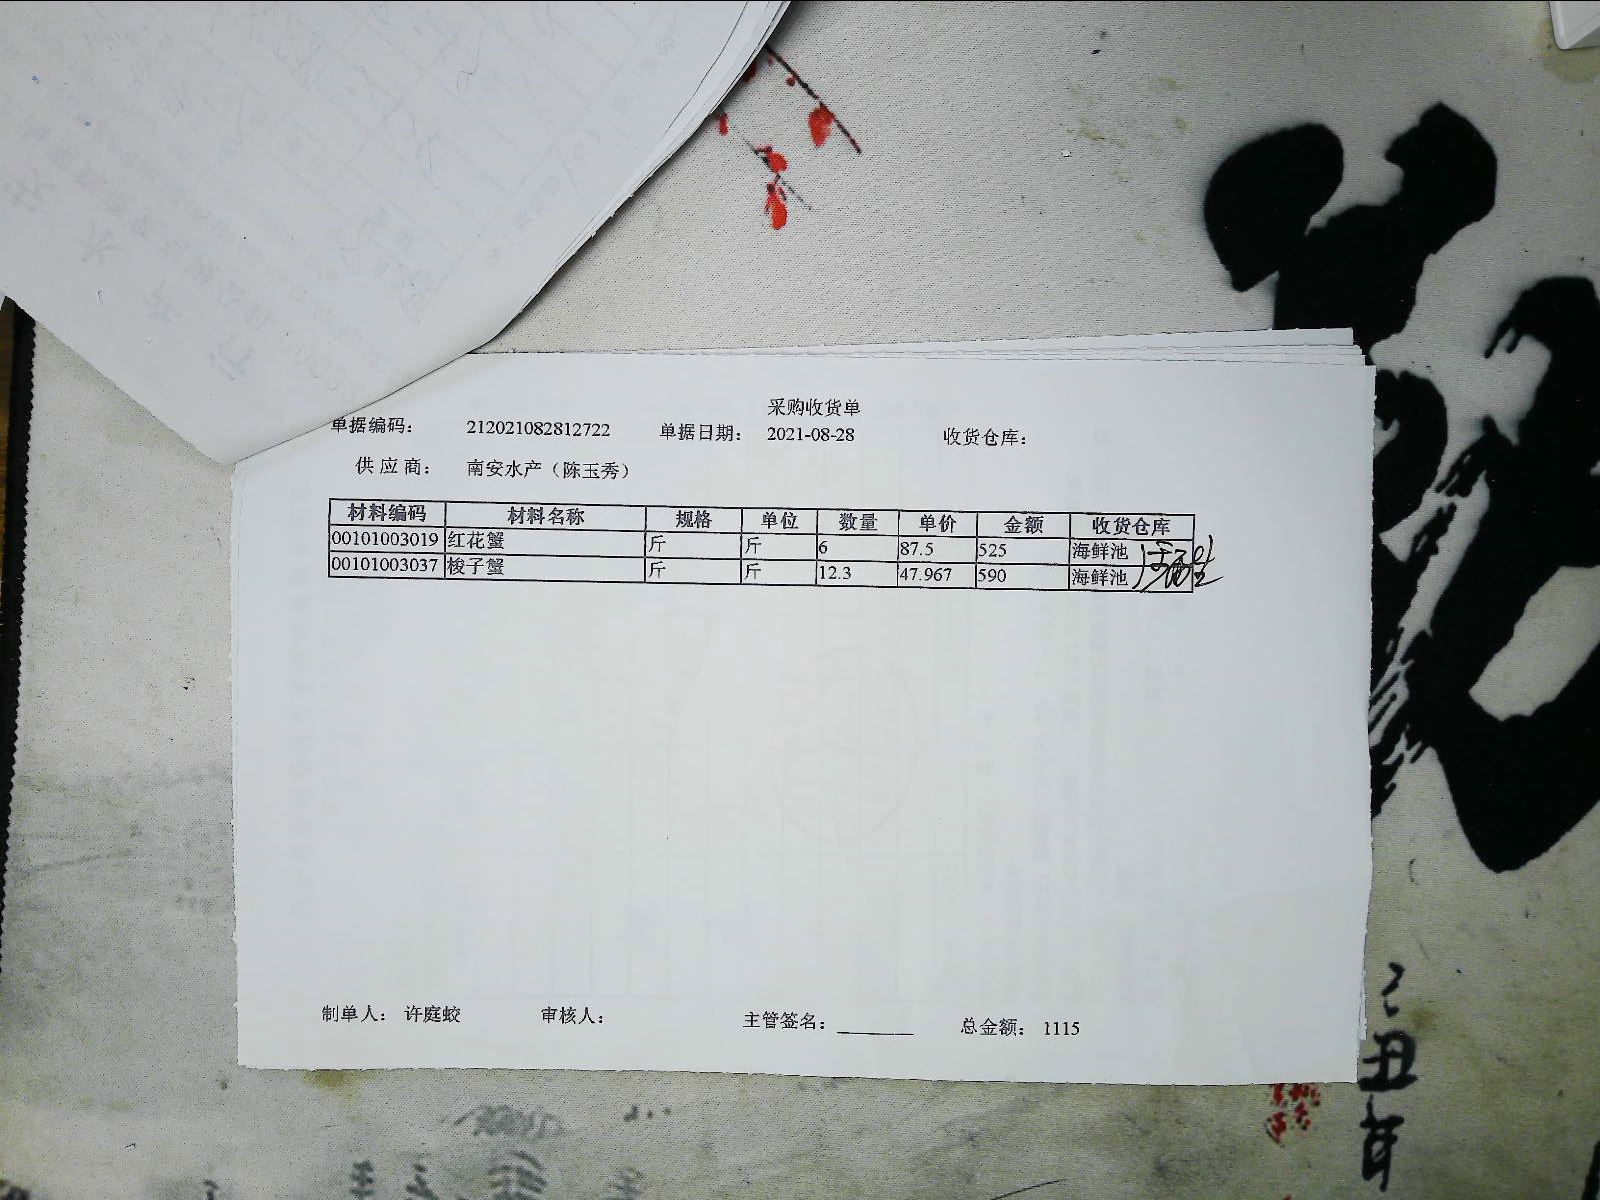 采购收货单
单据编码： 212021082812722 单据日期： 2021-08-28 收货仓库：
供应商： 南安水产（陈玉秀）
材料编码 材料名称 规格 单位 数量 单价 金额 收货仓库
00101003019 红花蟹 斤 斤 6 87.5 525 海鲜池
00101003037 梭子蟹 斤 斤 12.3 47.967 590 海鲜池
制单人： 许庭蛟 审核人： 主管签名： 总金额： 1115
己丑年